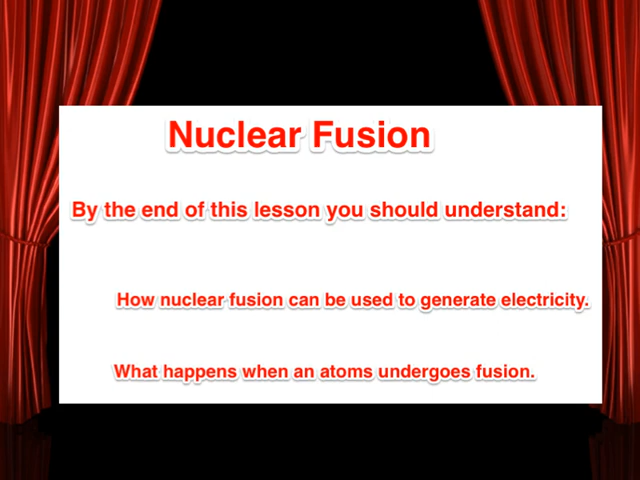 Nuclear Fusion
By the end of this lesson you should understand:
How nuclear fusion can be used to generate electricity.
What happens when an atoms undergoes fusion.